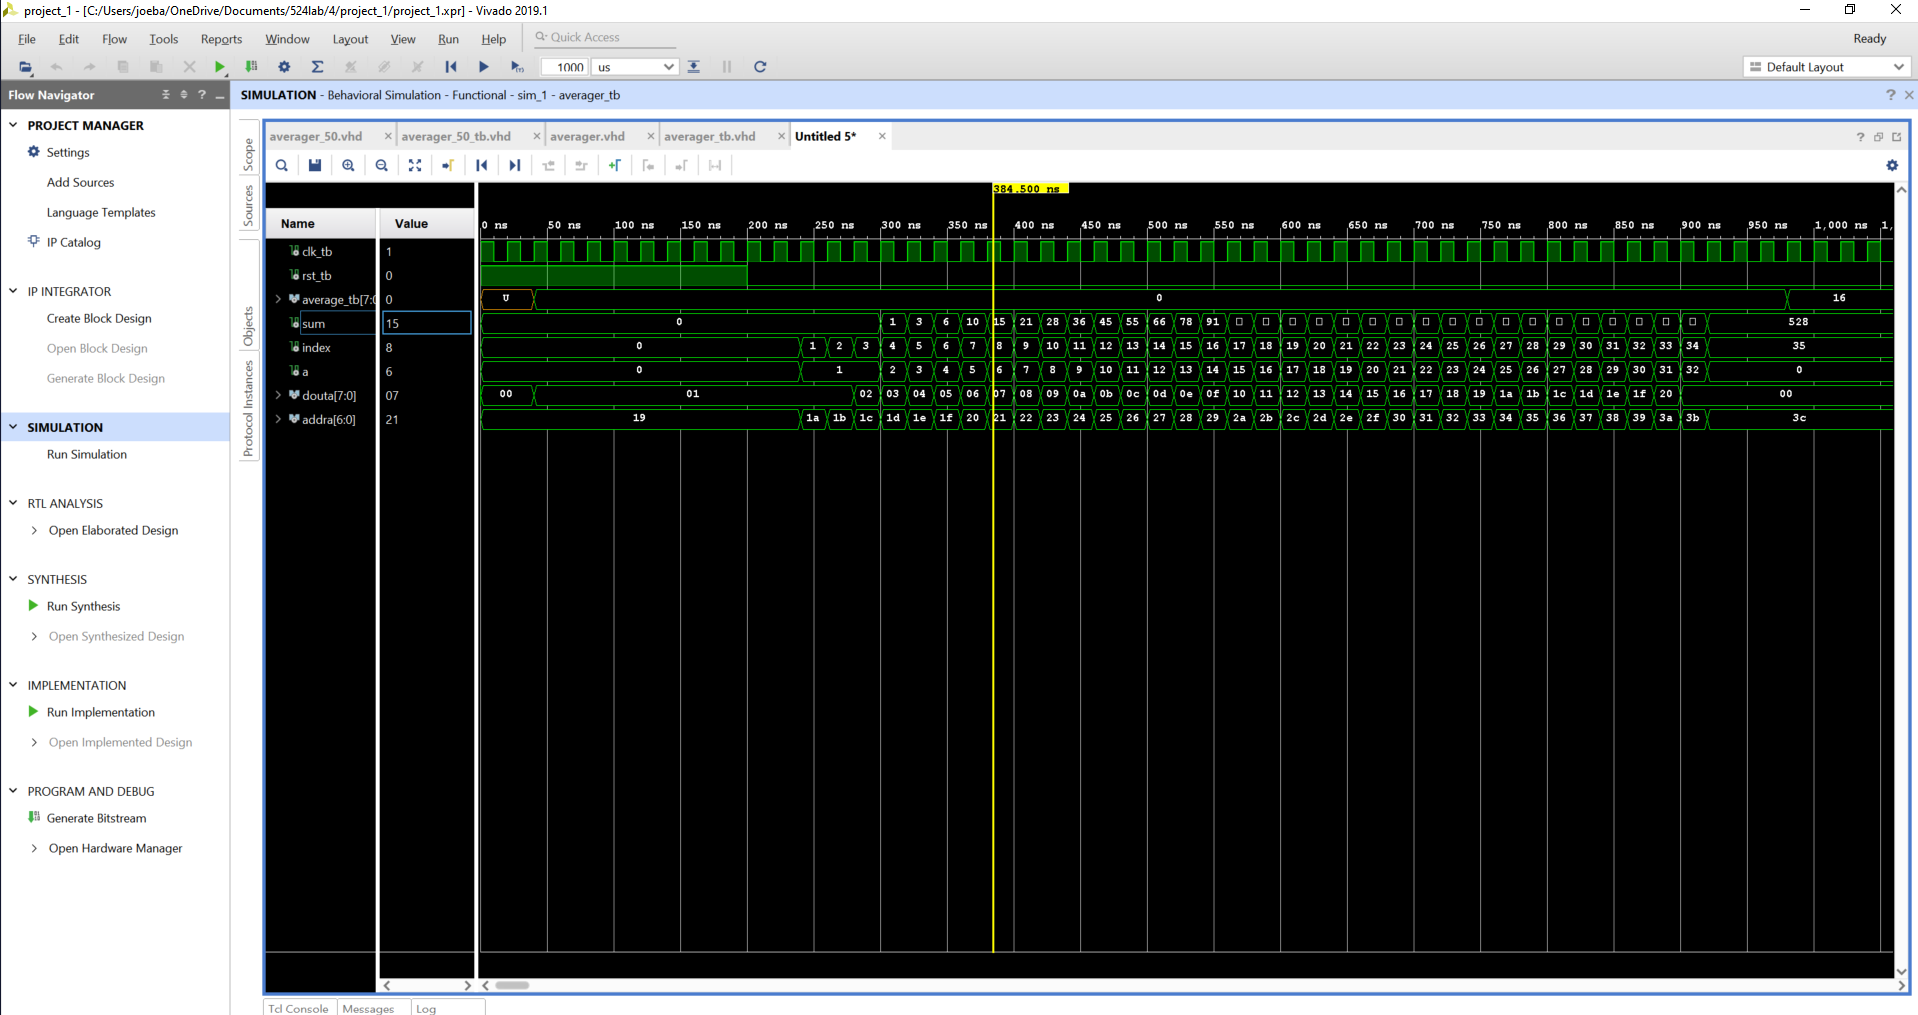 project_1 - [C:/Users/joeba/OneDrive/Documents/524lab/4/project_1/project_1.xpr] - Vivado 2019.1
File Edit Flow Tools Reports Window Layout View Run Help Quick Access Ready
1000 us Default Layout
Flow Navigator
SIMULATION - Behavioral Simulation - Functional - sim_1 - averager_tb
PROJECT MANAGER
Settings
Add Sources
Language Templates
IP Catalog
IP INTEGRATOR
Create Block Design
Open Block Design
Generate Block Design
SIMULATION
Run Simulation
RTL ANALYSIS
Open Elaborated Design
SYNTHESIS
Run Synthesis
Open Synthesized Design
IMPLEMENTATION
Run Implementation
Open Implemented Design
PROGRAM AND DEBUG
Generate Bitstream
Open Hardware Manager
Scope
Sources
Objects
Protocol Instances
averager_50.vhd averager_50_tb.vhd averager.vhd averager_tb.vhd Untitled 5*
384.500 ns
Name Value
0 ns 50 ns 100 ns 150 ns 200 ns 250 ns 300 ns 350 ns 400 ns 450 ns 500 ns 550 ns 600 ns 650 ns 700 ns 750 ns 800 ns 850 ns 900 ns 950 ns 1,000 ns 1,
clk_tb 1
rst_tb 0
average_tb[7:0 0 U 0 16
sum 15 0 1 3 6 10 15 21 28 36 45 55 66 78 91 528
index 8 0 1 2 3 4 5 6 7 8 9 10 11 12 13 14 15 16 17 18 19 20 21 22 23 24 25 26 27 28 29 30 31 32 33 34 35
a 6 0 1 2 3 4 5 6 7 8 9 10 11 12 13 14 15 16 17 18 19 20 21 22 23 24 25 26 27 28 29 30 31 32 0
douta[7:0] 07 00 01 02 03 04 05 06 07 08 09 0a 0b 0c 0d 0e 0f 10 11 12 13 14 15 16 17 18 19 1a 1b 1c 1d 1e 1f 20 00
addra[6:0] 21 19 1a 1b 1c 1d 1e 1f 20 21 22 23 24 25 26 27 28 29 2a 2b 2c 2d 2e 2f 30 31 32 33 34 35 36 37 38 39 3a 3b 3c
Tcl Console Messages Log